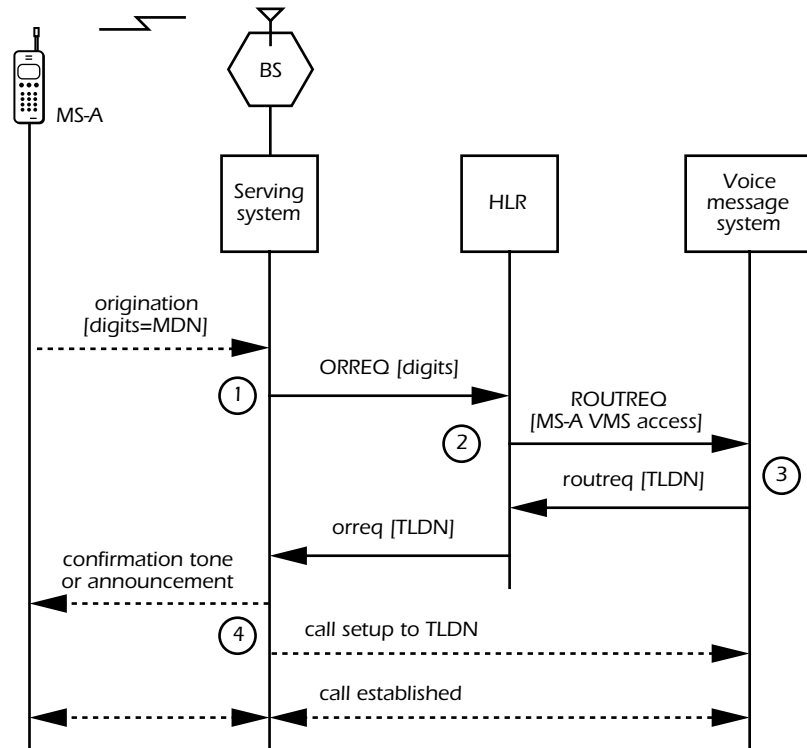 BS
MS-A
Serving
system
HLR
Voice
message
system
origination
[digits=MDN]
ORREQ [digits]
1
ROUTREQ
[MS-A VMS access]
2
routreq [TLDN]
3
orreq [TLDN]
confirmation tone
or announcement
4
call setup to TLDN
call established